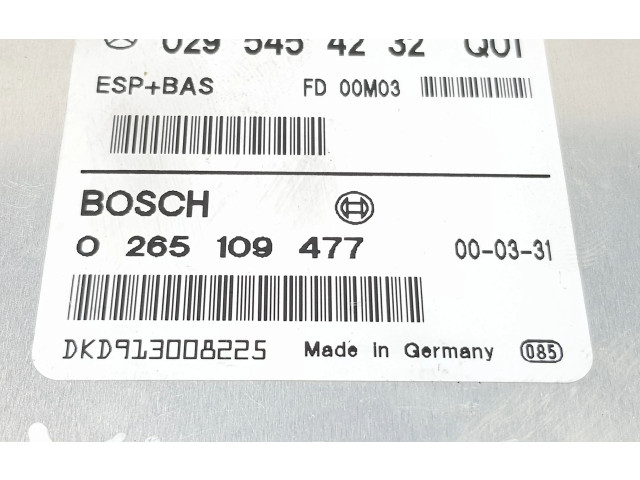 029 545 42 32 Q01
ESP+BAS FD 00M03
BOSCH
0 265 109 477 00-03-31
DKD913008225 Made in Germany 085